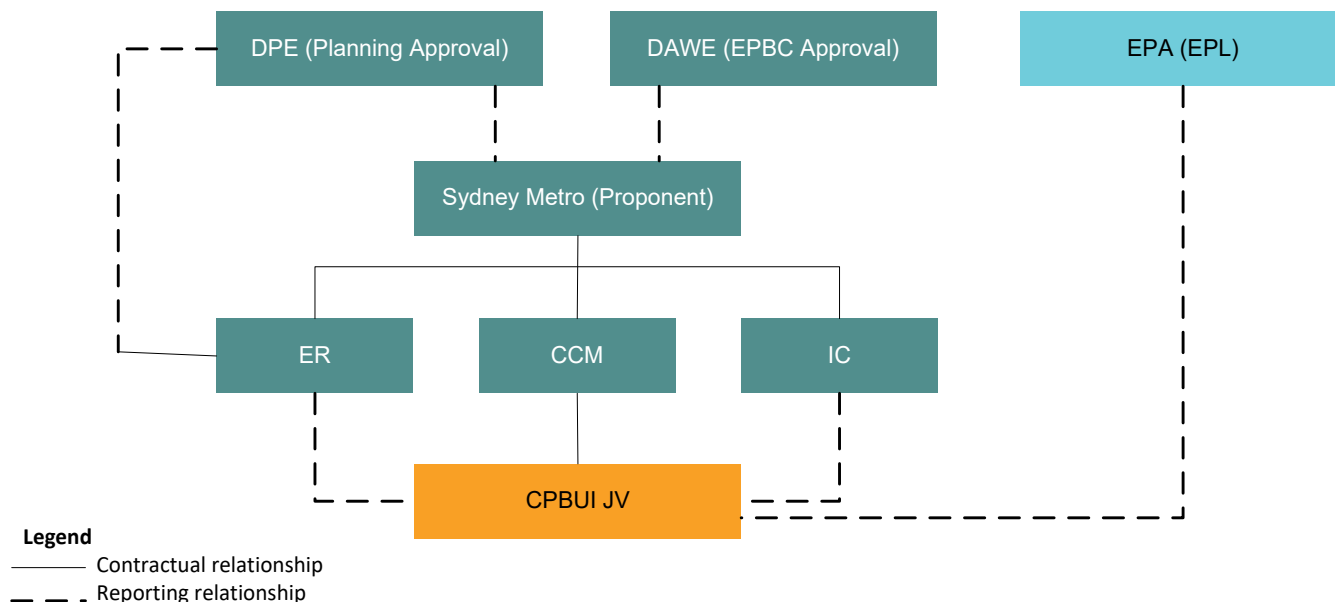 DPE (Planning Approval)
DAWE (EPBC Approval)
EPA (EPL)
Sydney Metro (Proponent)
ER
CCM
IC
CPBUI JV
Legend
Contractual relationship
Reporting relationship